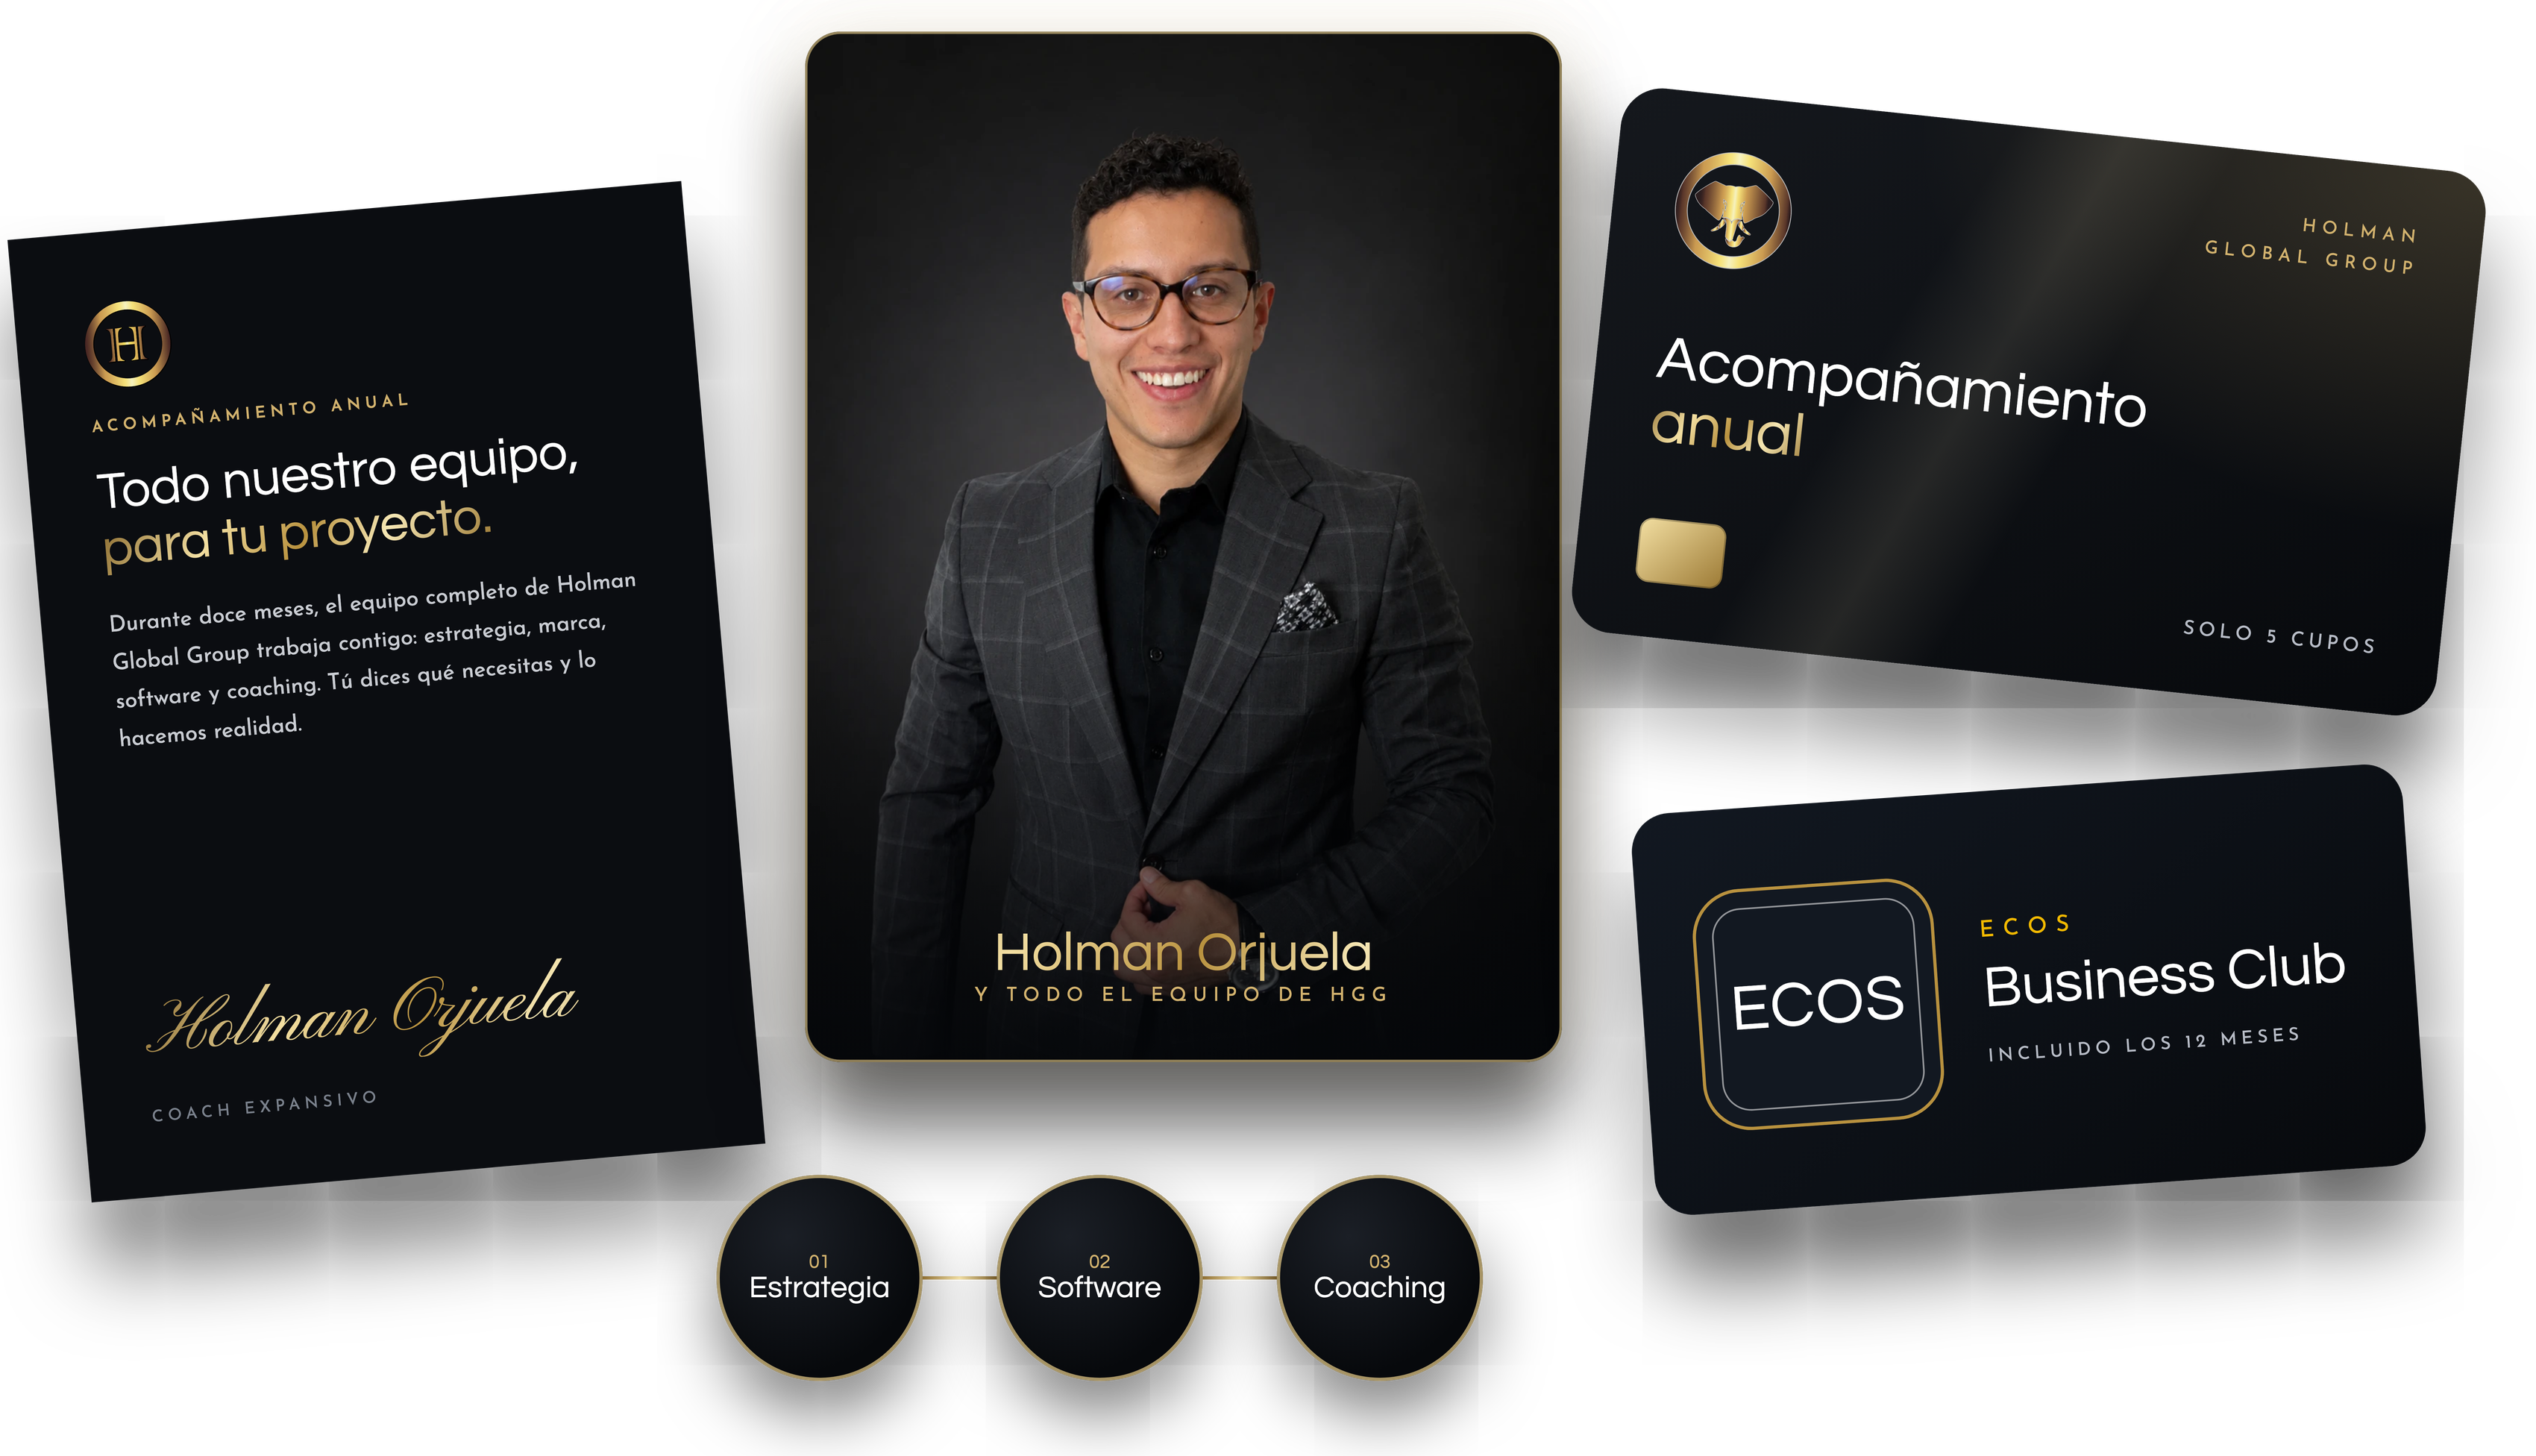 H
ACOMPAÑAMIENTO ANUAL
Todo nuestro equipo,
para tu proyecto.
Durante doce meses, el equipo completo de Holman
Global Group trabaja contigo: estrategia, marca,
software y coaching. Tú dices qué necesitas y lo
hacemos realidad.
Holman Orjuela
COACH EXPANSIVO
Holman Orjuela
Y TODO EL EQUIPO DE HGG
HOLMAN
GLOBAL GROUP
Acompañamiento
anual
SOLO 5 CUPOS
ECOS
ECOS
Business Club
INCLUIDO LOS 12 MESES
01
Estrategia
02
Software
03
Coaching